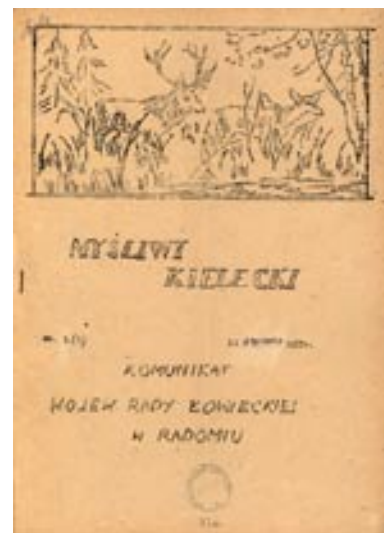 MYŚLIWY
KIELECKI
KOMUNIKAT
WOJEW RADY ŁOWIECKIEJ
W RADOMIU